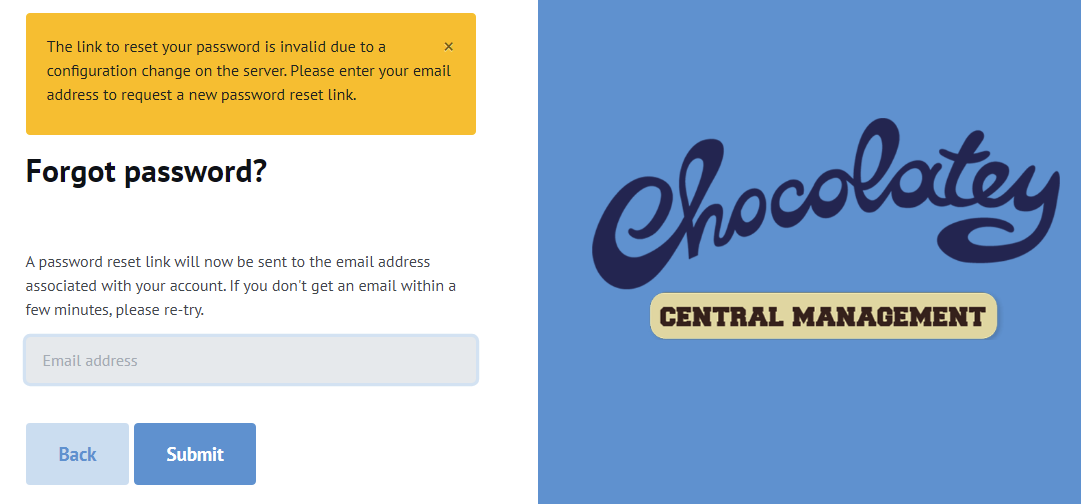 The link to reset your password is invalid due to a
×
configuration change on the server. Please enter your email
address to request a new password reset link.
Forgot password?
A password reset link will now be sent to the email address
associated with your account. If you don't get an email within a
few minutes, please re-try.
Email address
Back
Submit
Chocolatey
CENTRAL MANAGEMENT